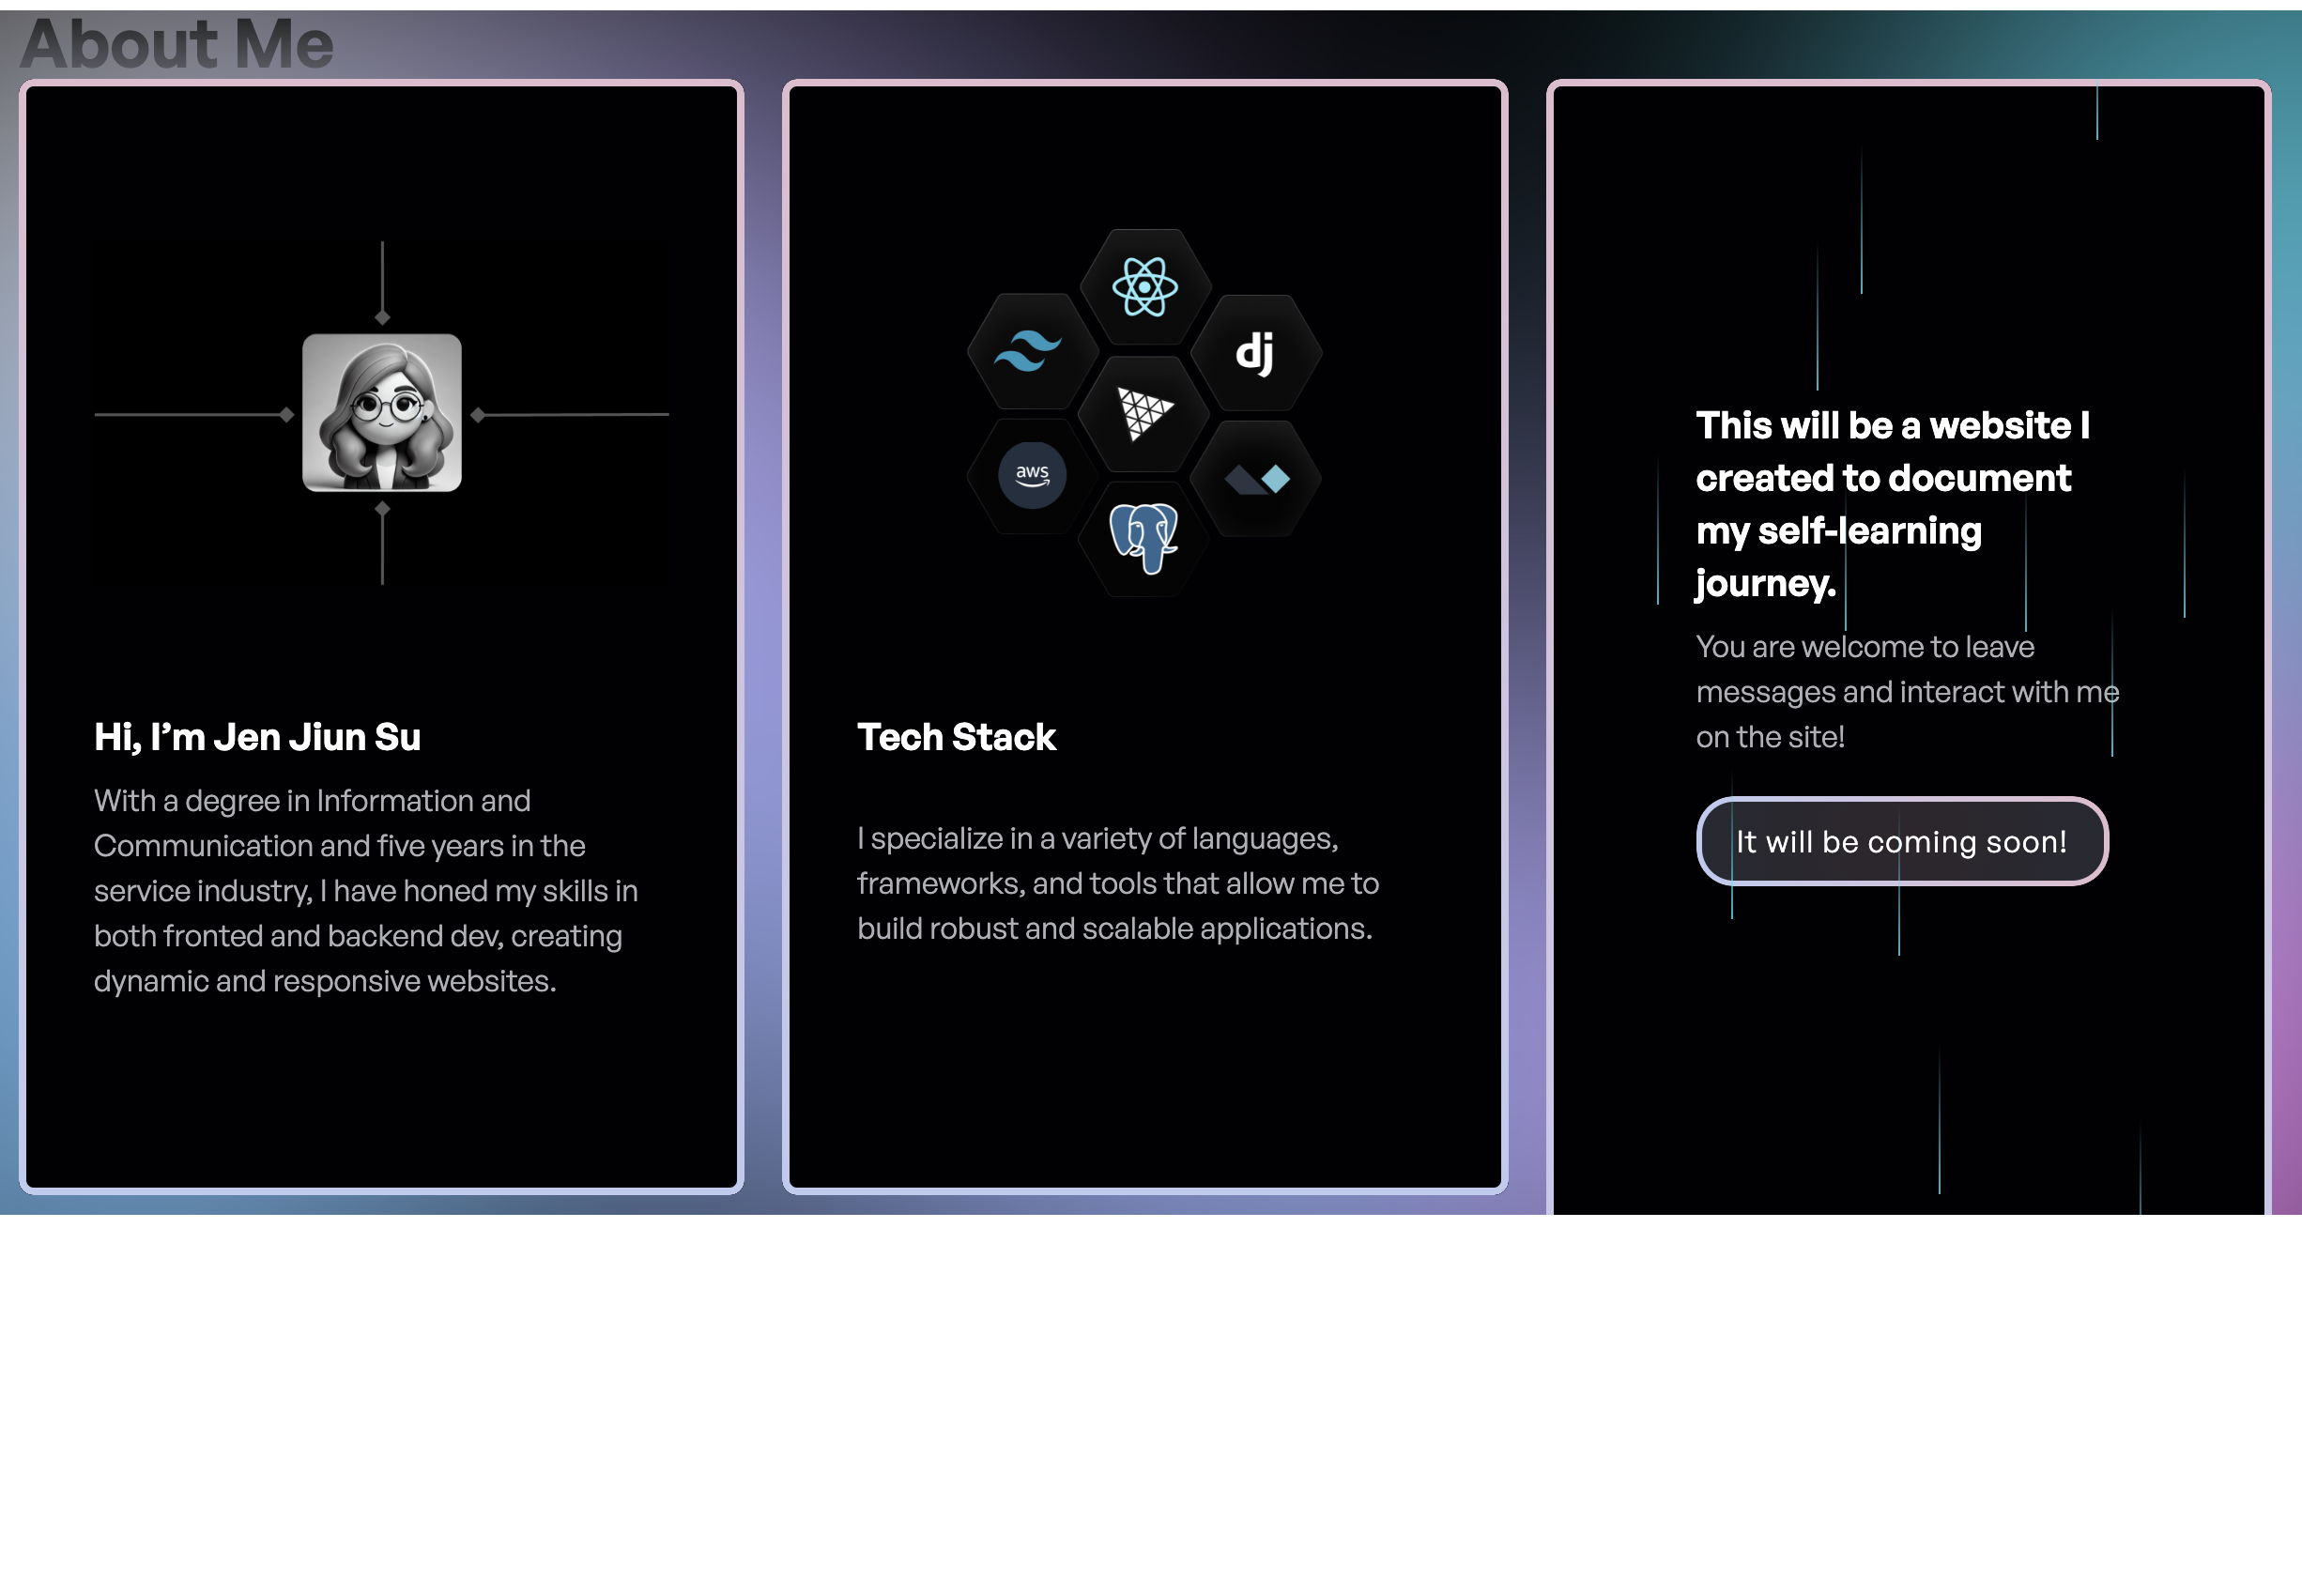 About Me
Hi, I’m Jen Jiun Su
With a degree in Information and
Communication and five years in the
service industry, I have honed my skills in
both fronted and backend dev, creating
dynamic and responsive websites.
dj
aws
Tech Stack
I specialize in a variety of languages,
frameworks, and tools that allow me to
build robust and scalable applications.
This will be a website I
created to document
my self-learning
journey.
You are welcome to leave
messages and interact with me
on the site!
It will be coming soon!